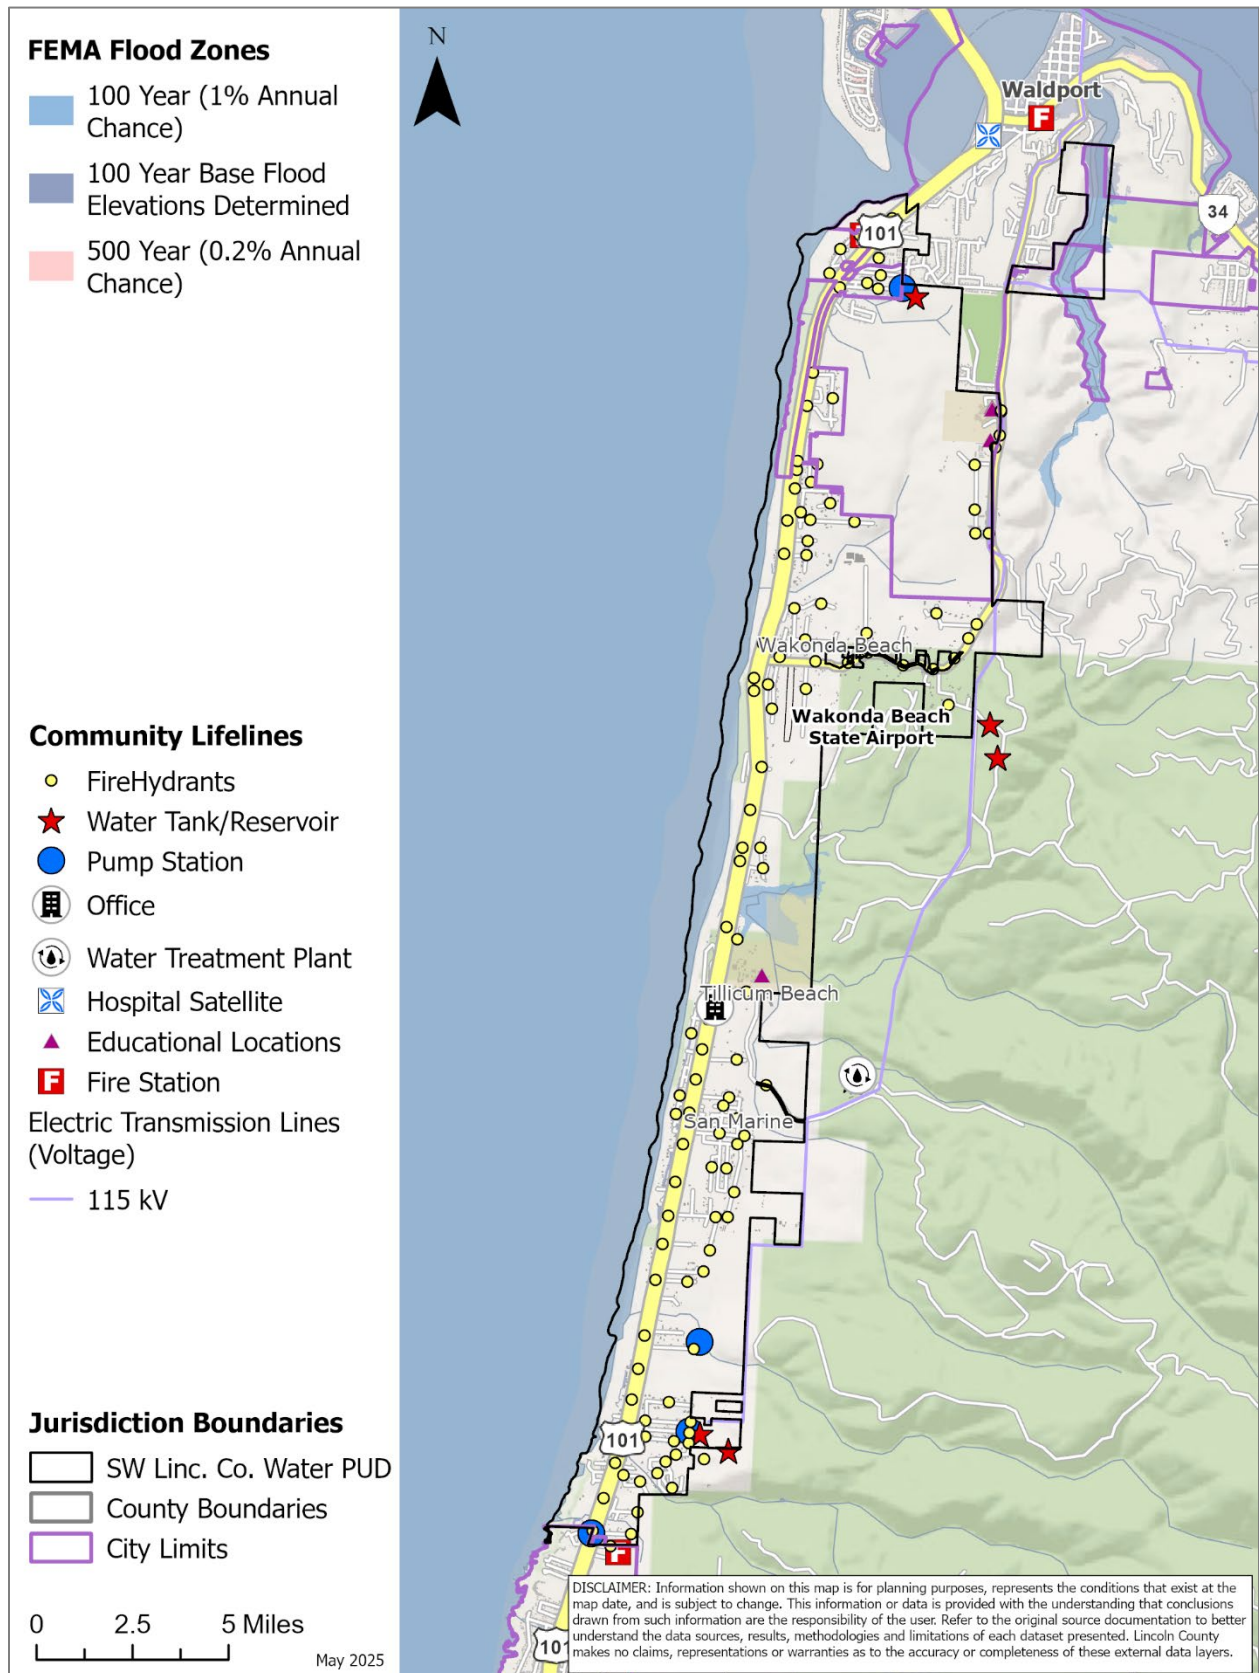 FEMA Flood Zones
100 Year (1% Annual
Chance)
100 Year Base Flood
Elevations Determined
500 Year (0.2% Annual
Chance)
Community Lifelines
FireHydrants
Water Tank/Reservoir
Pump Station
Office
Water Treatment Plant
Hospital Satellite
Educational Locations
F
Fire Station
Electric Transmission Lines
(Voltage)
115 kV
Jurisdiction Boundaries
SW Linc. Co. Water PUD
County Boundaries
City Limits
0 2.5 5 Miles
May 2025
N
Waldport
F
34
101
Wakonda Beach
Wakonda Beach
State Airport
Tillicum Beach
San Marine
101
F
101
DISCLAIMER: Information shown on this map is for planning purposes, represents the conditions that exist at the
map date, and is subject to change. This information or data is provided with the understanding that conclusions
drawn from such information are the responsibility of the user. Refer to the original source documentation to better
understand the data sources, results, methodologies and limitations of each dataset presented. Lincoln County
makes no claims, representations or warranties as to the accuracy or completeness of these external data layers.